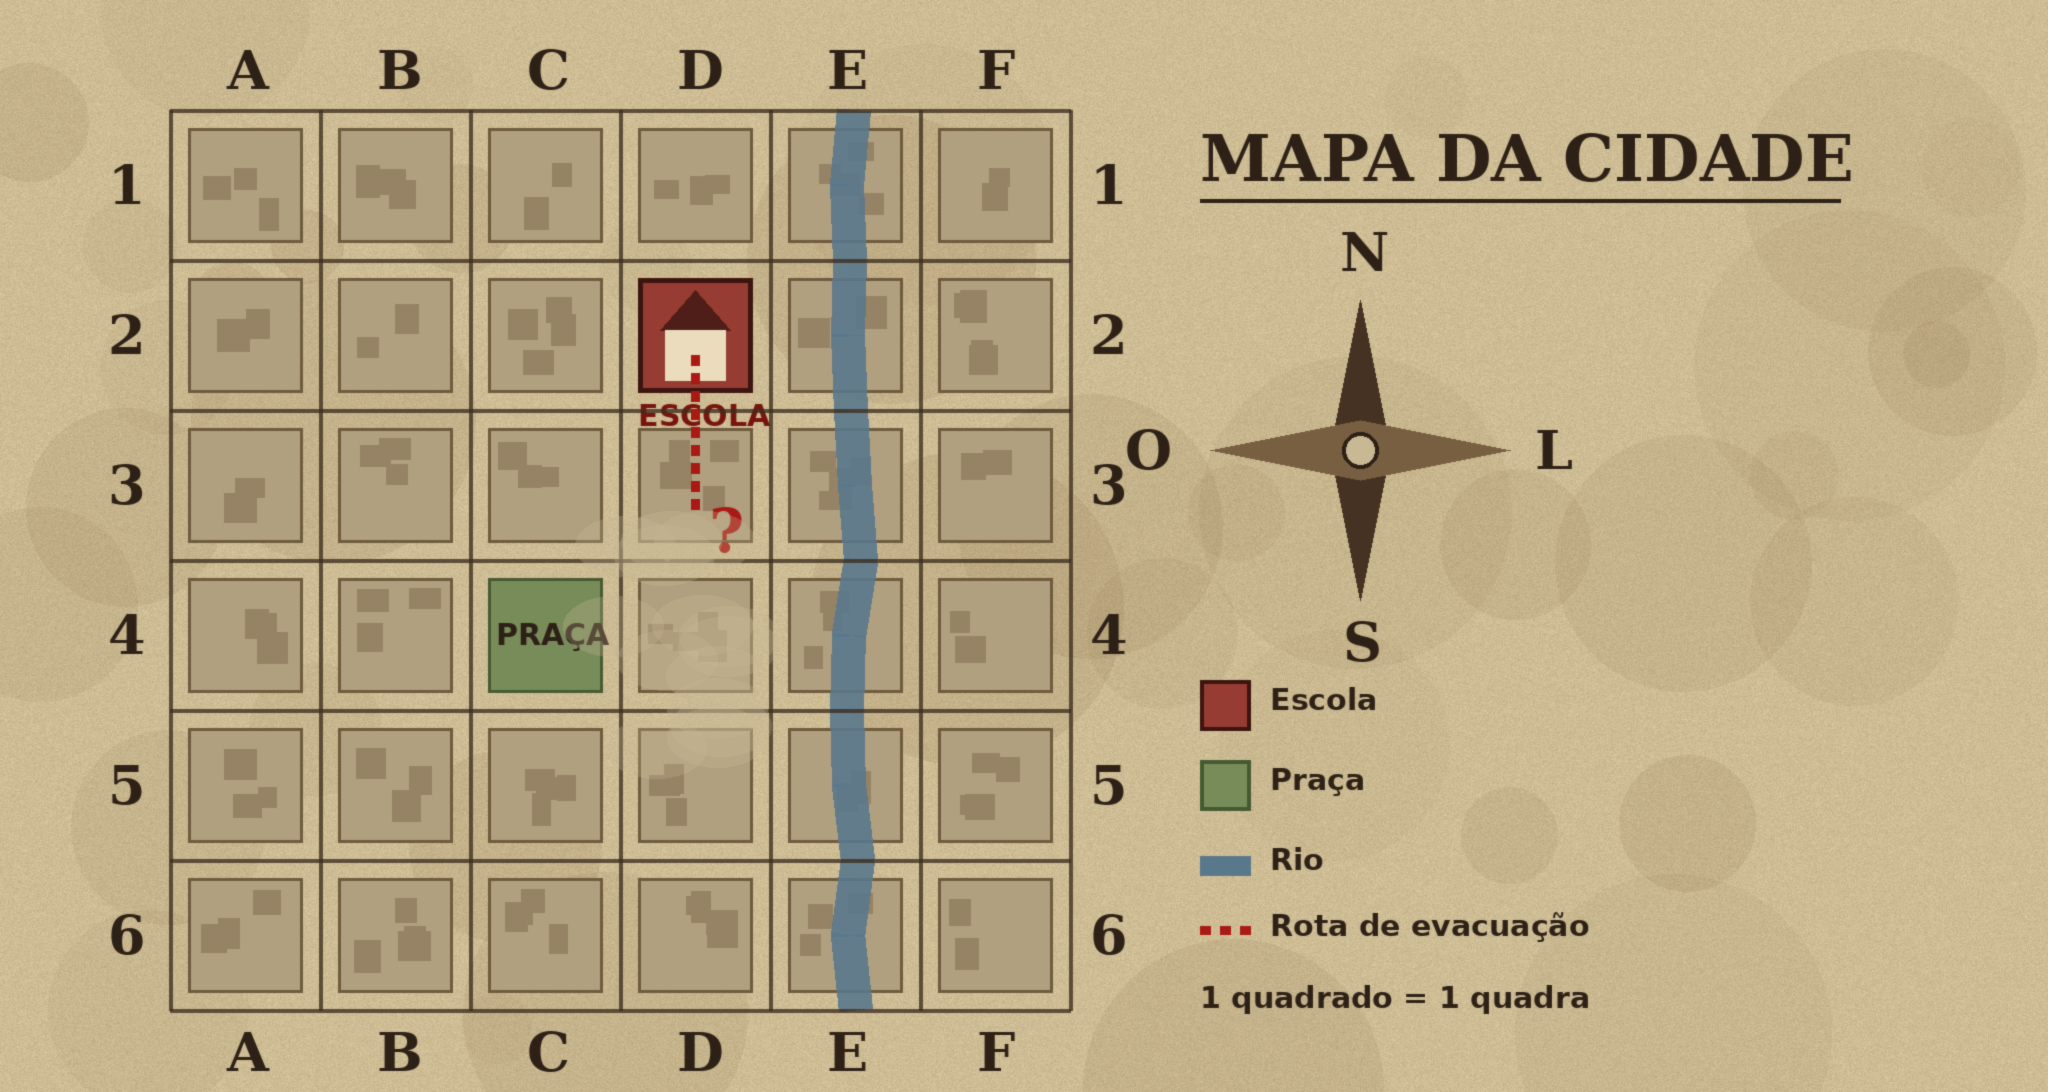 A B C D E F
MAPA DA CIDADE
1 1
N
2 2
ESCOLA
O L
3 3
?
4 PRAÇA 4
S
Escola
Praça
5 5
Rio
6 6
Rota de evacuação
1 quadrado = 1 quadra
A B C D E F